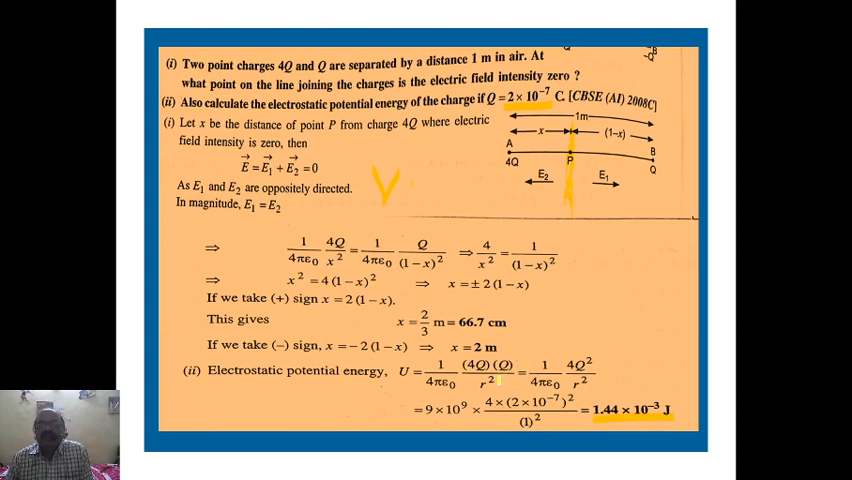 -Q B
(i) Two point charges 4Q and Q are separated by a distance 1 m in air. At
what point on the line joining the charges is the electric field intensity zero ?
(ii) Also calculate the electrostatic potential energy of the charge if Q = 2 × 10⁻⁷ C. [CBSE (AI) 2008C]
(i) Let x be the distance of point P from charge 4Q where electric
field intensity is zero, then
E⃗ = E⃗₁ + E⃗₂ = 0
As E₁ and E₂ are oppositely directed.
In magnitude, E₁ = E₂
1m
x (1–x)
A B
4Q P Q
E₂ E₁
Y
⇒ 1/4πε₀ 4Q/x² = 1/4πε₀ Q/(1 – x)² ⇒ 4/x² = 1/(1 – x)²
⇒ x² = 4 (1 – x)² ⇒ x = ± 2 (1 – x)
If we take (+) sign x = 2 (1 – x).
This gives x = 2/3 m = 66.7 cm
If we take (–) sign, x = – 2 (1 – x) ⇒ x = 2 m
(ii) Electrostatic potential energy, U = 1/4πε₀ (4Q) (Q)/r² = 1/4πε₀ 4Q²/r²
= 9 × 10⁹ × 4 × (2 × 10⁻⁷)²/(1)² = 1.44 × 10⁻³ J